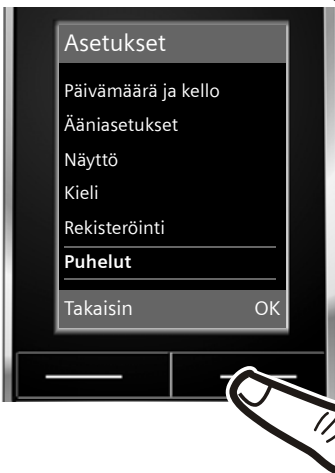 Asetukset
Päivämäärä ja kello
Ääniasetukset
Näyttö
Kieli
Rekisteröinti
Puhelut
Takaisin OK